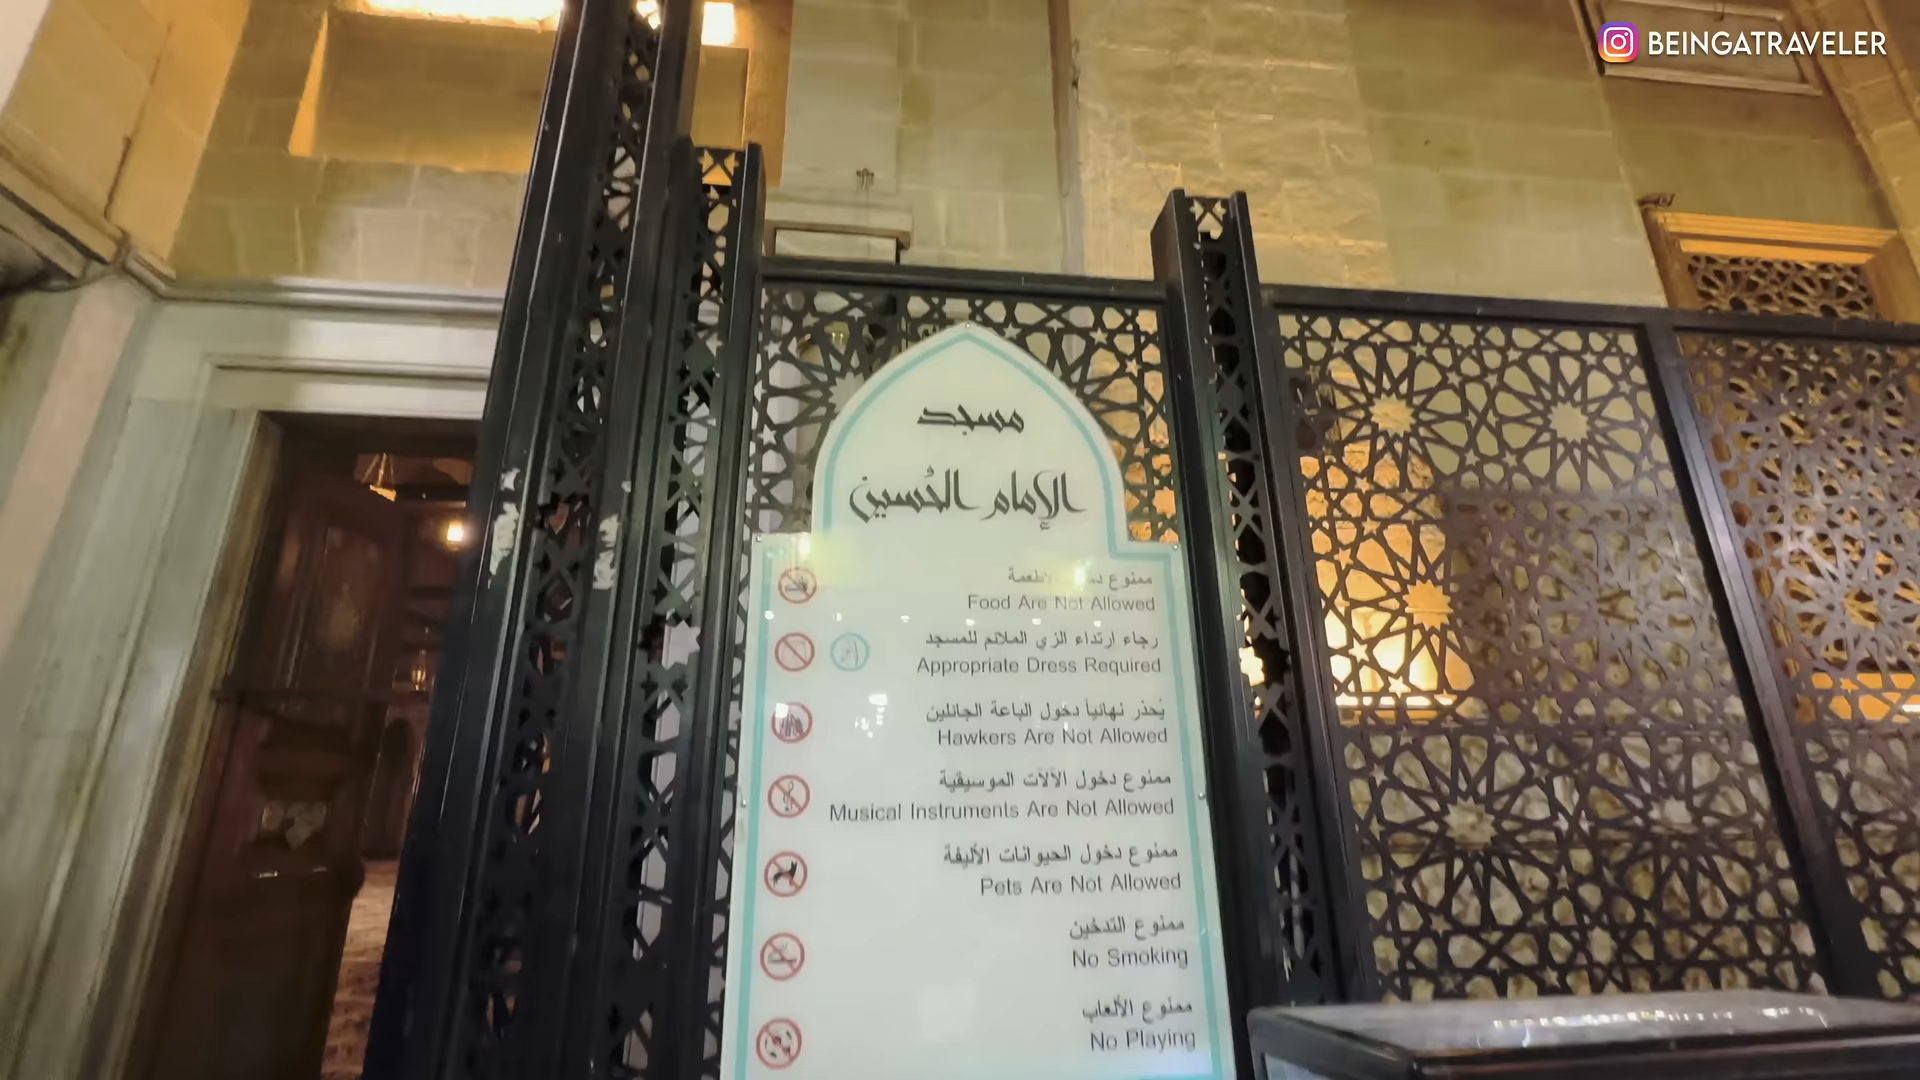 BEINGATRAVELER
مسجد
الإمام الحُسين
ممنوع الأطعمة
Food Are Not Allowed
رجاء ارتداء الزي الملائم للمسجد
Appropriate Dress Required
يُحذر نهائياً دخول الباعة الجائلين
Hawkers Are Not Allowed
ممنوع دخول الآلات الموسيقية
Musical Instruments Are Not Allowed
ممنوع دخول الحيوانات الأليفة
Pets Are Not Allowed
ممنوع التدخين
No Smoking
ممنوع الألعاب
No Playing